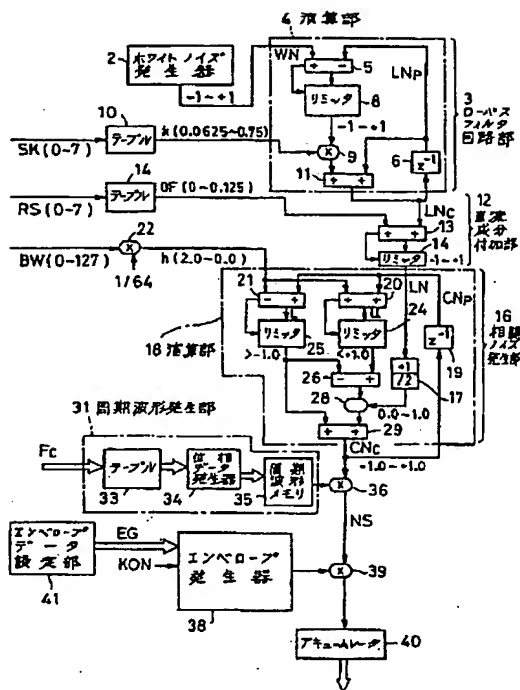 4 演算部
2
ホワイトノイズ
発生器
WN
-1~+1
+ -
5
LNP
リミッタ
8
-1~+1
3
ローパス
フィルタ
回路部
10
テーブル
k(0.0625~0.75)
SK(0-7)
×
9
6
z⁻¹
11
+ +
14
テーブル
OF(0~0.125)
RS(0-7)
LNC
12
直流
成分
付加部
+ +
13
リミッタ
14
-1~+1
22
×
BW(0-127)
h(2.0~0.0)
1/64
LN
CNP
21
- +
+ +
20
リミッタ
25
リミッタ
24
>-1.0
<+1.0
z⁻¹
19
16
相関
ノイズ
発生部
18 演算部
26
- +
+1
/2
17
28
0.0~1.0
+ +
29
CNC
-1.0~+1.0
31 周期波形発生部
FC
テーブル
33
位相
データ
発生器
34
周期
波形
メモリ
35
×
36
NS
エンベロープ
データ
設定部
41
EG
KON
エンベロープ
発生器
38
×
39
アキュームレータ
40